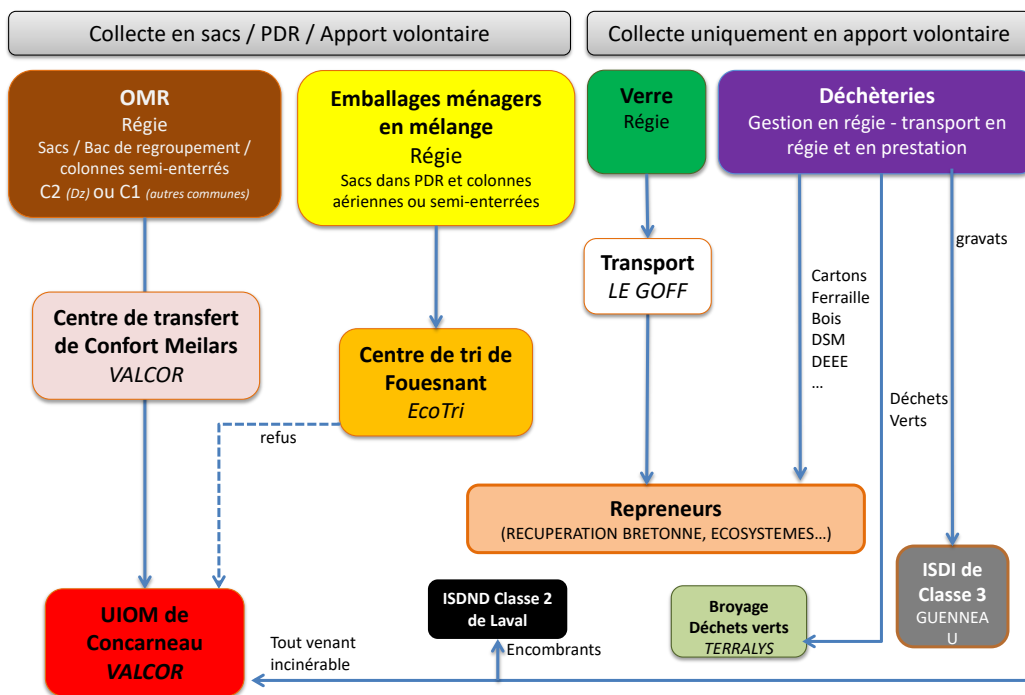 Collecte en sacs / PDR / Apport volontaire
Collecte uniquement en apport volontaire
OMR
Régie
Sacs / Bac de regroupement /
colonnes semi-enterrés
C2 (Dz) ou C1 (autres communes)
Emballages ménagers
en mélange
Régie
Sacs dans PDR et colonnes
aériennes ou semi-enterrées
Verre
Régie
Déchèteries
Gestion en régie - transport en
régie et en prestation
Transport
LE GOFF
gravats
Cartons
Ferraille
Bois
DSM
DEEE
...
Centre de transfert
de Confort Meilars
VALCOR
Centre de tri de
Fouesnant
EcoTri
refus
Déchets
Verts
Repreneurs
(RECUPERATION BRETONNE, ECOSYSTEMES...)
ISDI de
Classe 3
GUENNEA
U
UIOM de
Concarneau
VALCOR
Tout venant
incinérable
ISDND Classe 2
de Laval
Encombrants
Broyage
Déchets verts
TERRALYS